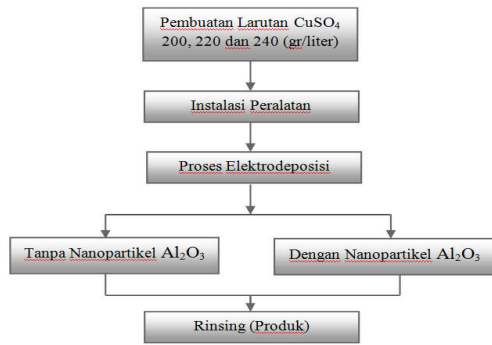 Pembuatan Larutan CuSO₄
200, 220 dan 240 (gr/liter)
Instalasi Peralatan
Proses Elektrodeposisi
Tanpa Nanopartikel Al₂O₃
Dengan Nanopartikel Al₂O₃
Rinsing (Produk)